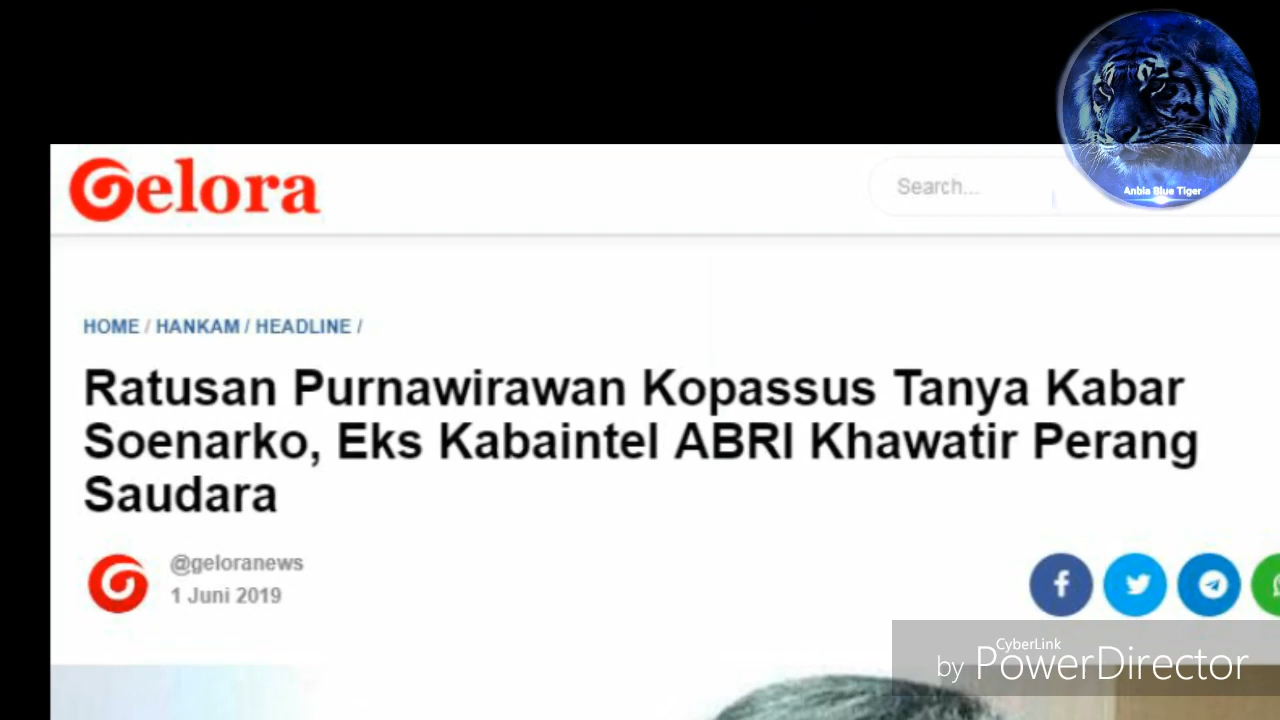 Gelora
Search...
Anbia Blue Tiger
HOME / HANKAM / HEADLINE /
Ratusan Purnawirawan Kopassus Tanya Kabar
Soenarko, Eks Kabaintel ABRI Khawatir Perang
Saudara
@geloranews
1 Juni 2019
CyberLink
by PowerDirector